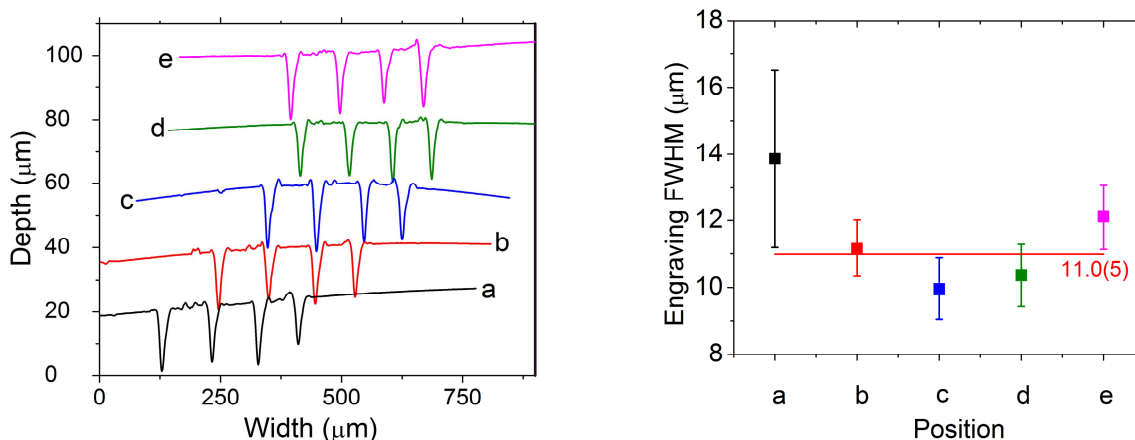 Depth (μm)
100
80
60
40
20
0
e
d
c
b
a
0 250 500 750
Width (μm)
Engraving FWHM (μm)
18
16
14
12
10
8
11.0(5)
a b c d e
Position